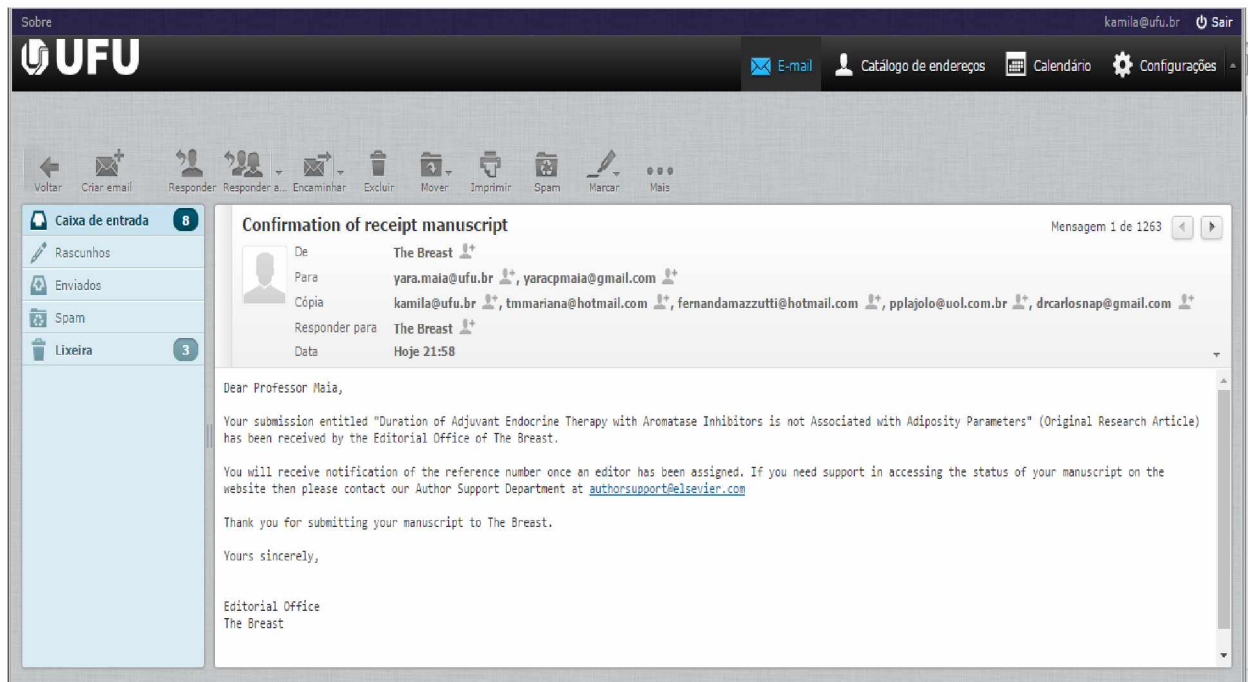 Sobre
kamila@ufu.br Sair
UFU
E-mail Catálogo de endereços Calendário Configurações
Voltar Criar email Responder Responder a... Encaminhar Excluir Mover Imprimir Spam Marcar Mais
Caixa de entrada 8
Rascunhos
Enviados
Spam
Lixeira 3
Confirmation of receipt manuscript
Mensagem 1 de 1263
De The Breast
Para yara.maia@ufu.br, yaracpmaia@gmail.com
Cópia kamila@ufu.br, tmmariana@hotmail.com, fernandamazzutti@hotmail.com, pplajolo@uol.com.br, drcarlosnap@gmail.com
Responder para The Breast
Data Hoje 21:58
Dear Professor Maia,
Your submission entitled "Duration of Adjuvant Endocrine Therapy with Aromatase Inhibitors is not Associated with Adiposity Parameters" (Original Research Article)
has been received by the Editorial Office of The Breast.
You will receive notification of the reference number once an editor has been assigned. If you need support in accessing the status of your manuscript on the
website then please contact our Author Support Department at authorsupport@elsevier.com
Thank you for submitting your manuscript to The Breast.
Yours sincerely,
Editorial Office
The Breast